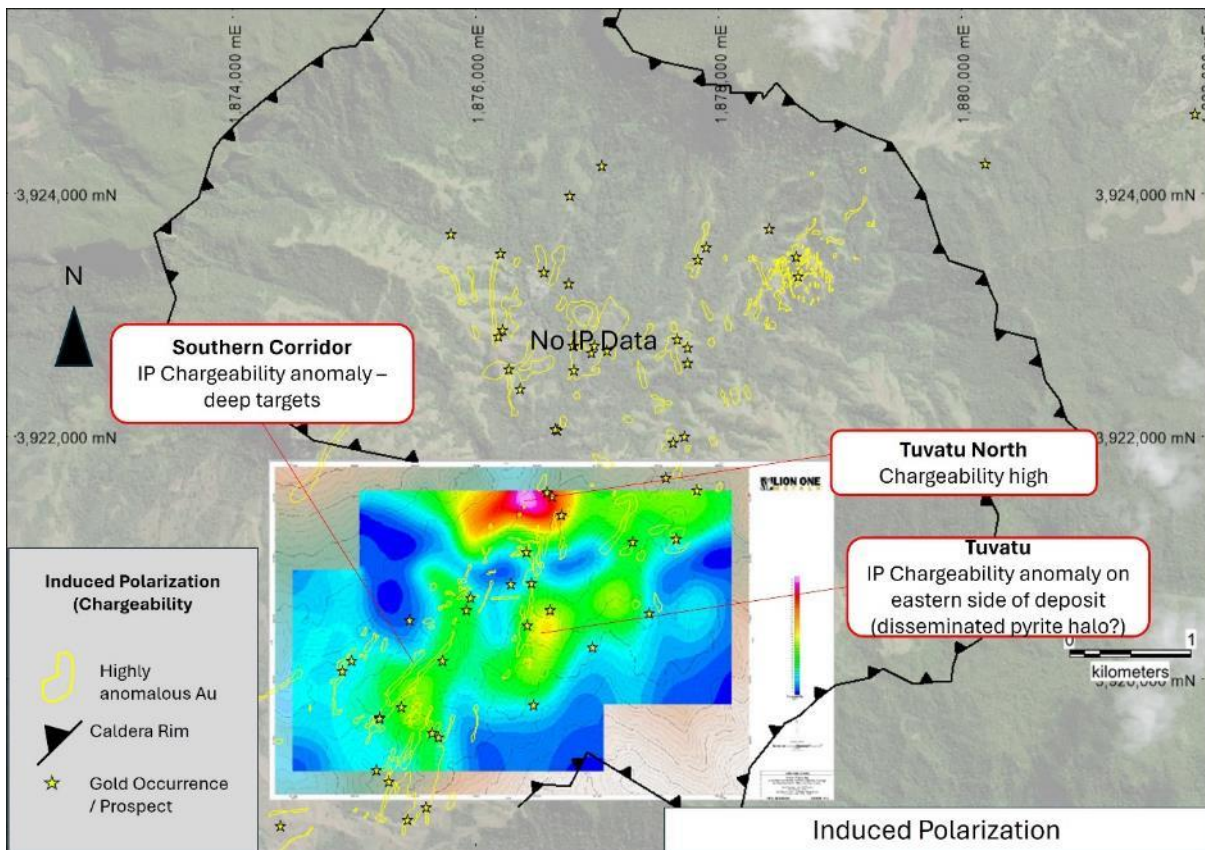 1,874,000 mE
1,876,000 mE
1,878,000 mE
1,880,000 mE
3,924,000 mN
3,924,000 mN
N
No IP Data
Southern Corridor
IP Chargeability anomaly –
deep targets
3,922,000 mN
3,922,000 mN
Tuvatu North
Chargeability high
LION ONE
METALS
Tuvatu
IP Chargeability anomaly on
eastern side of deposit
(disseminated pyrite halo?)
0
1
kilometers
Induced Polarization
(Chargeability
Highly
anomalous Au
Caldera Rim
Gold Occurrence
/ Prospect
Induced Polarization